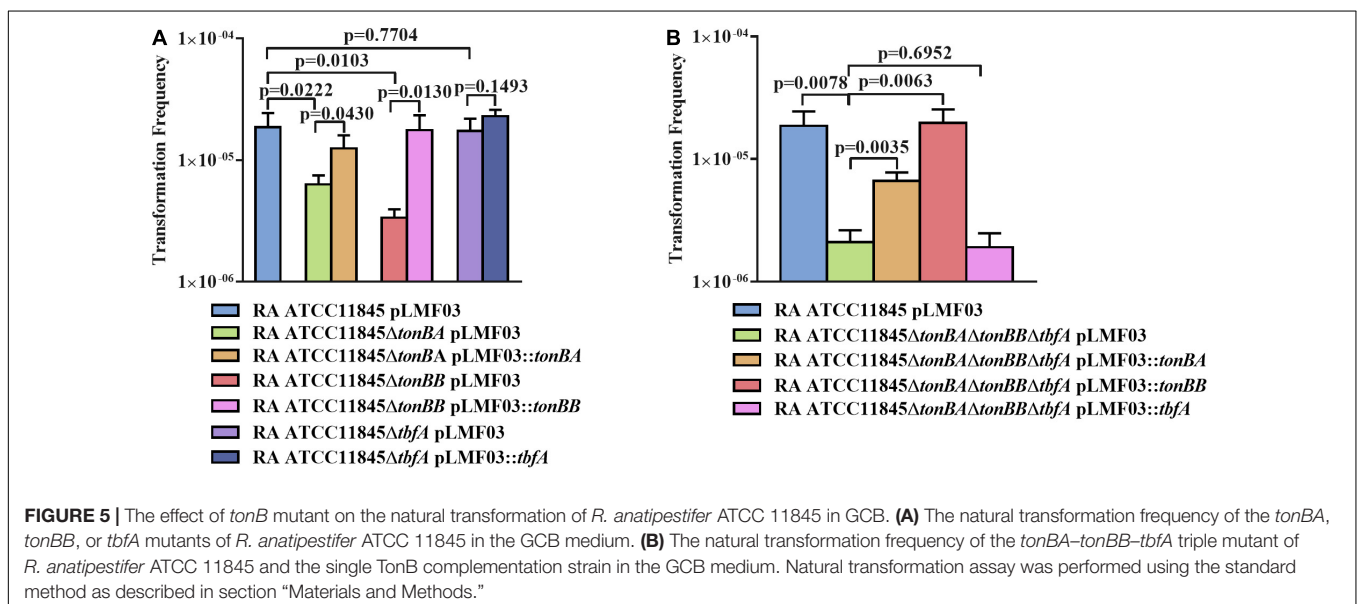 A
Transformation Frequency
1×10⁻⁰⁴
1×10⁻⁰⁵
1×10⁻⁰⁶
p=0.7704
p=0.0103
p=0.0222
p=0.0430
p=0.0130
p=0.1493
RA ATCC11845 pLMF03
RA ATCC11845ΔtonBA pLMF03
RA ATCC11845ΔtonBA pLMF03::tonBA
RA ATCC11845ΔtonBB pLMF03
RA ATCC11845ΔtonBB pLMF03::tonBB
RA ATCC11845ΔtbfA pLMF03
RA ATCC11845ΔtbfA pLMF03::tbfA
B
Transformation Frequency
1×10⁻⁰⁴
1×10⁻⁰⁵
1×10⁻⁰⁶
p=0.6952
p=0.0078
p=0.0063
p=0.0035
RA ATCC11845 pLMF03
RA ATCC11845ΔtonBAΔtonBBΔtbfA pLMF03
RA ATCC11845ΔtonBAΔtonBBΔtbfA pLMF03::tonBA
RA ATCC11845ΔtonBAΔtonBBΔtbfA pLMF03::tonBB
RA ATCC11845ΔtonBAΔtonBBΔtbfA pLMF03::tbfA
FIGURE 5 | The effect of tonB mutant on the natural transformation of R. anatipestifer ATCC 11845 in GCB. (A) The natural transformation frequency of the tonBA,
tonBB, or tbfA mutants of R. anatipestifer ATCC 11845 in the GCB medium. (B) The natural transformation frequency of the tonBA–tonBB–tbfA triple mutant of
R. anatipestifer ATCC 11845 and the single TonB complementation strain in the GCB medium. Natural transformation assay was performed using the standard
method as described in section “Materials and Methods.”